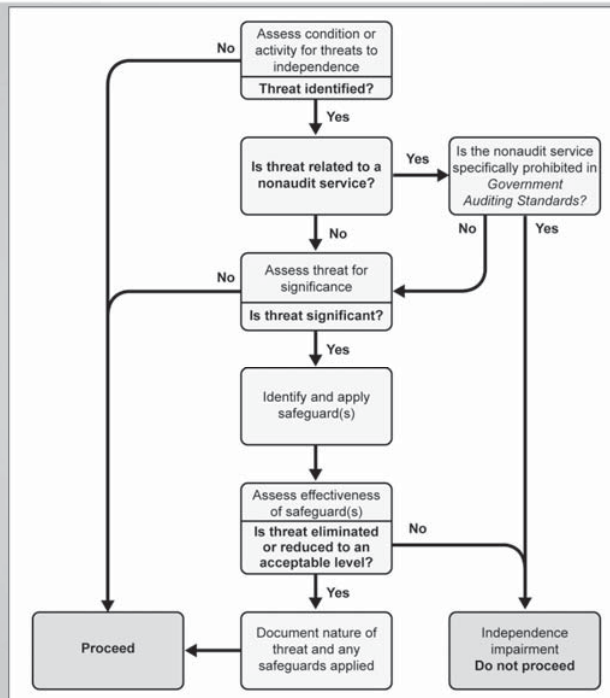 Assess condition or
activity for threats to
independence
Threat identified?
No
Yes
Is threat related to a
nonaudit service?
Yes
Is the nonaudit service
specifically prohibited in
Government
Auditing Standards?
No
No
Yes
Assess threat for
significance
Is threat significant?
No
Yes
Identify and apply
safeguard(s)
Assess effectiveness
of safeguard(s)
Is threat eliminated
or reduced to an
acceptable level?
No
Yes
Proceed
Document nature of
threat and any
safeguards applied
Independence
impairment
Do not proceed